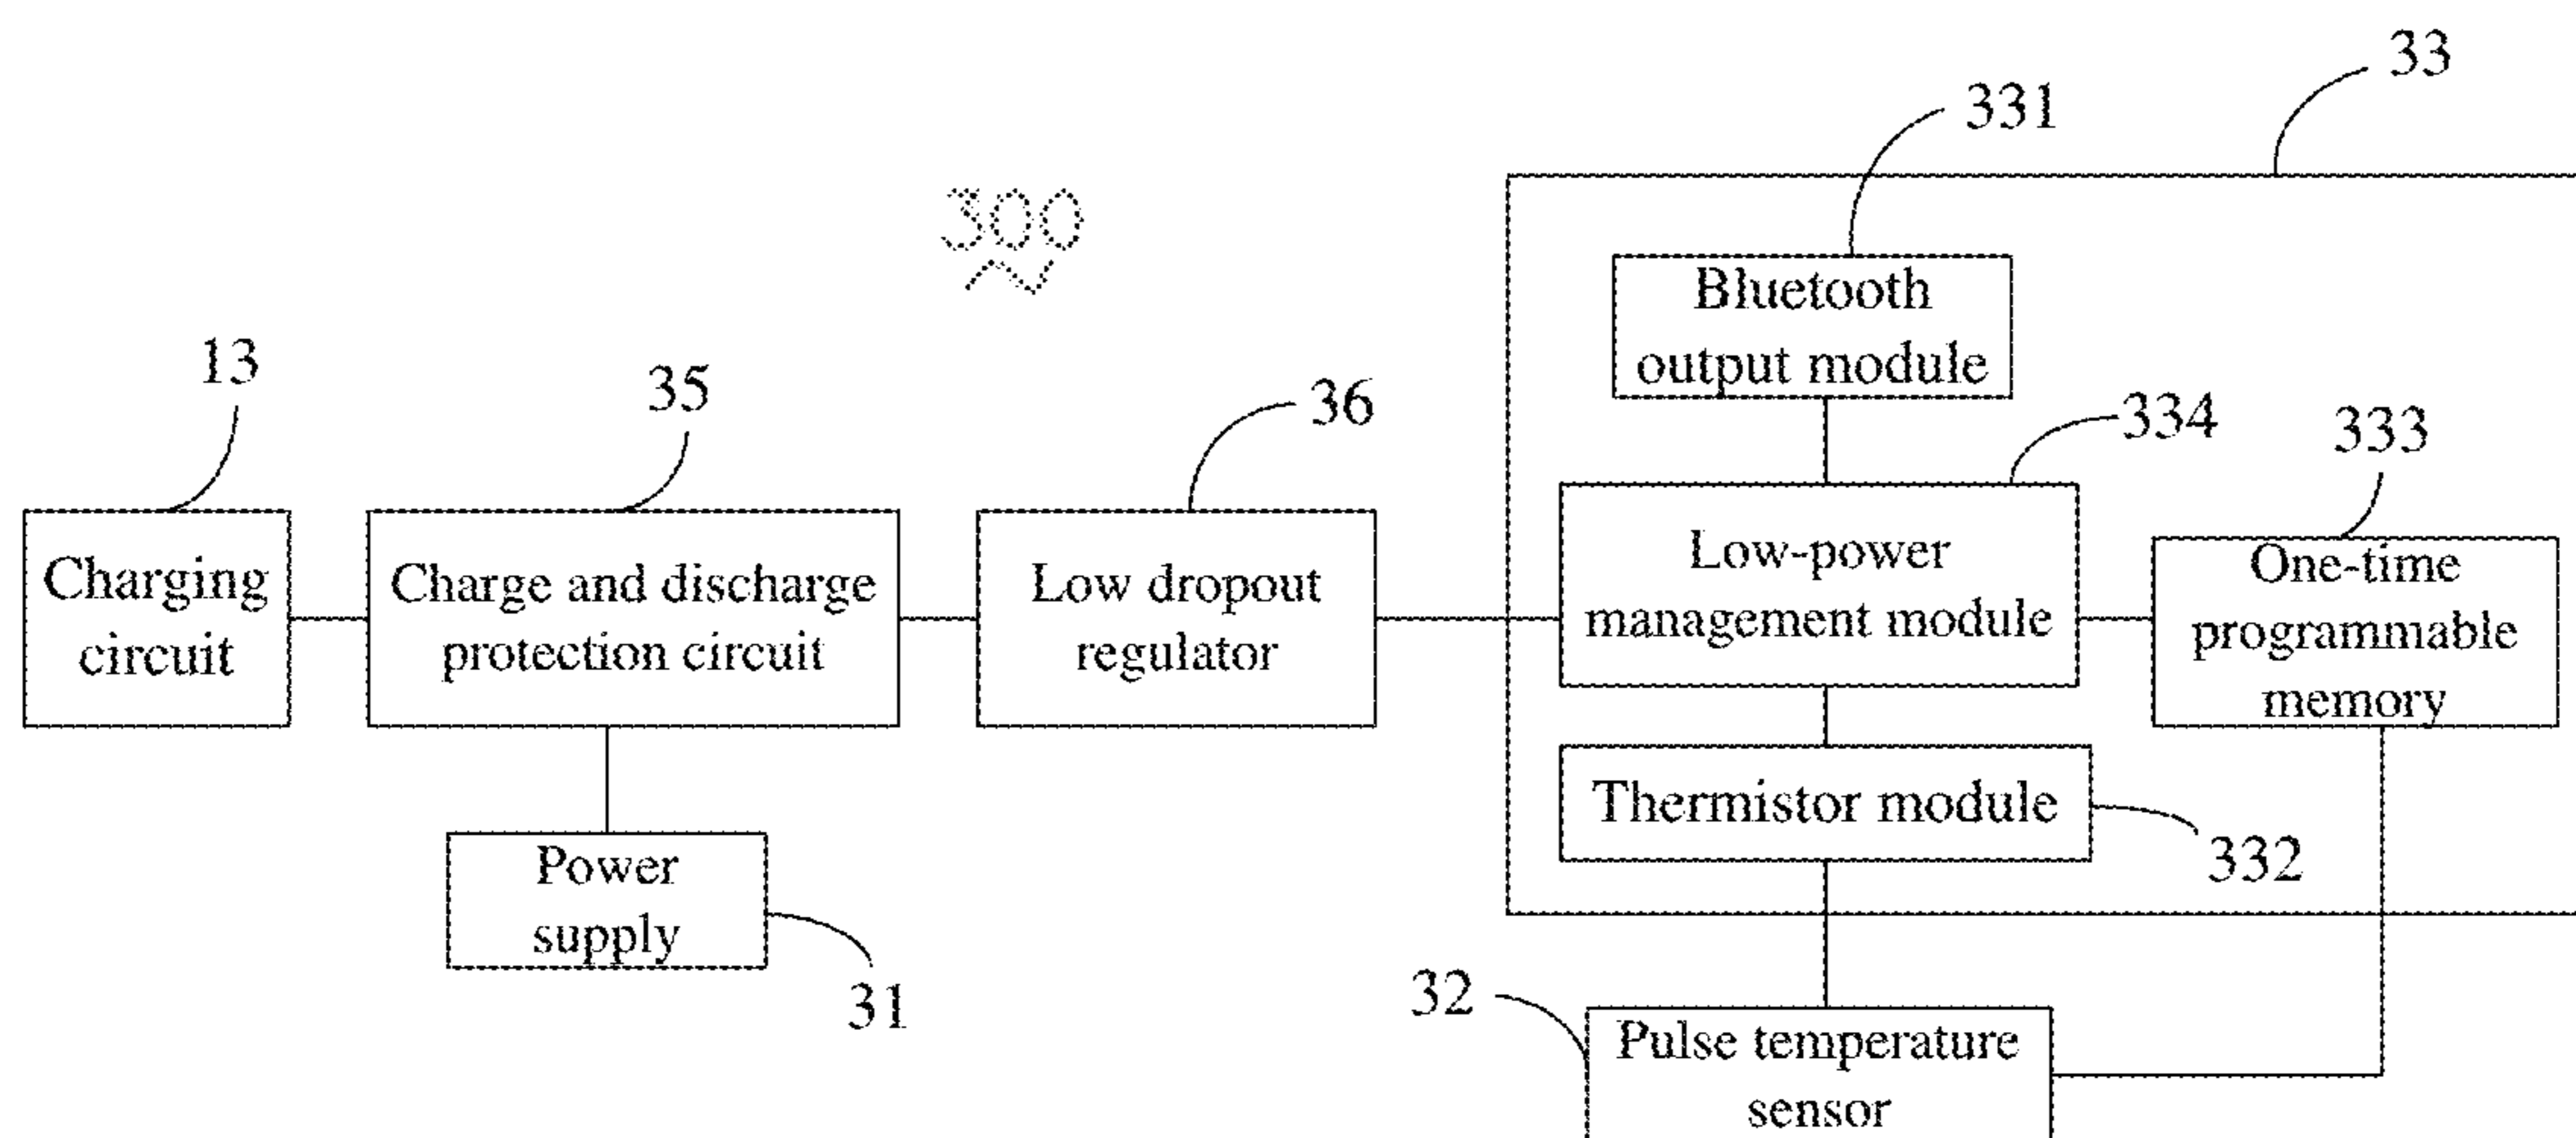 33
331
300
Bluetooth
output module
13
35
36
334
333
Charging
circuit
Charge and discharge
protection circuit
Low dropout
regulator
Low-power
management module
One-time
programmable
memory
Thermistor module
332
Power
supply
31
32
Pulse temperature
sensor